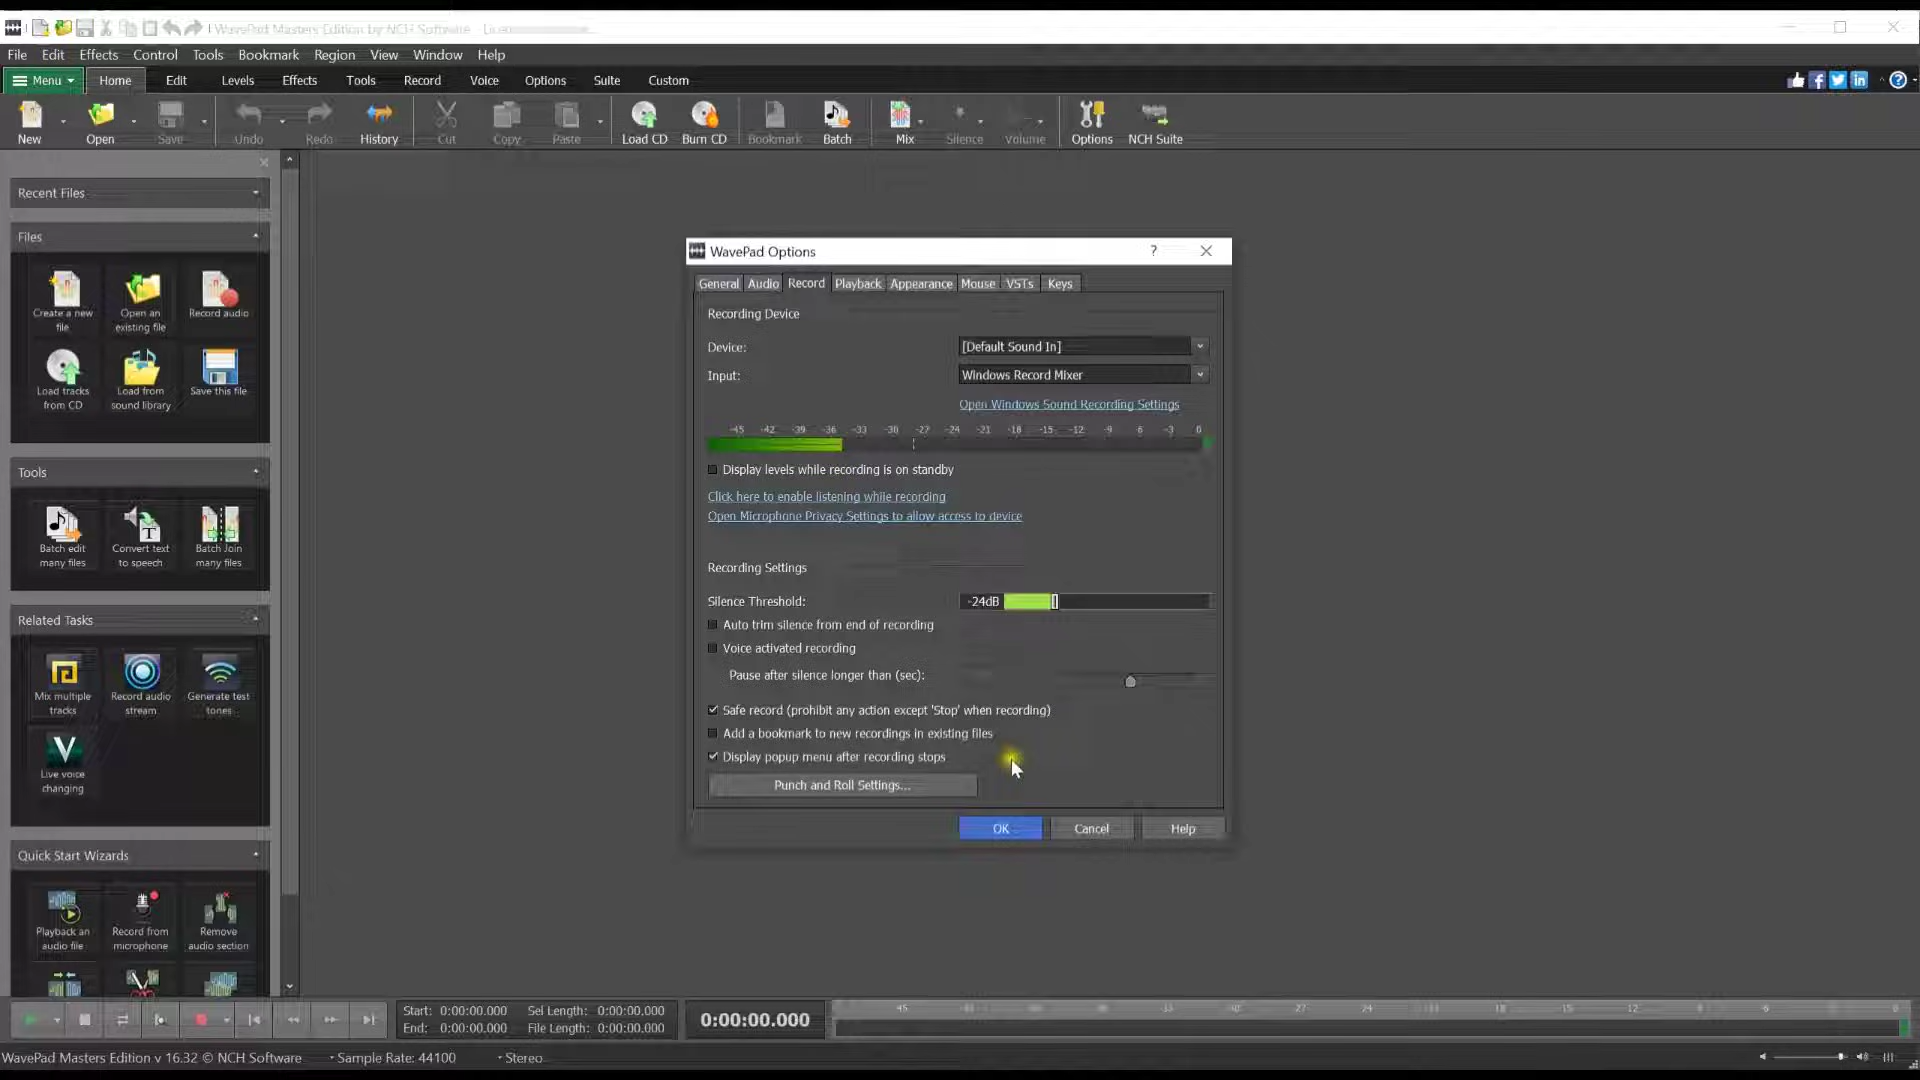 WavePad Masters Edition by NCH Software
File Edit Effects Control Tools Bookmark Region View Window Help
Menu Home Edit Levels Effects Tools Record Voice Options Suite Custom
New Open Save Undo Redo History Cut Copy Paste Load CD Burn CD Bookmark Batch Mix Silence Volume Options NCH Suite
Recent Files
Files
Create a new file
Open an existing file
Record audio
Load tracks from CD
Load from sound library
Save this file
Tools
Batch edit many files
Convert text to speech
Batch Join many files
Related Tasks
Mix multiple tracks
Record audio stream
Generate test tones
Live voice changing
Quick Start Wizards
Playback an audio file
Record from microphone
Remove audio section
WavePad Options
General Audio Record Playback Appearance Mouse VSTs Keys
Recording Device
Device: [Default Sound In]
Input: Windows Record Mixer
Open Windows Sound Recording Settings
-45 -42 -39 -36 -33 -30 -27 -24 -21 -18 -15 -12 -9 -6 -3 0
Display levels while recording is on standby
Click here to enable listening while recording
Open Microphone Privacy Settings to allow access to device
Recording Settings
Silence Threshold: -24dB
Auto trim silence from end of recording
Voice activated recording
Pause after silence longer than (sec):
Safe record (prohibit any action except 'Stop' when recording)
Add a bookmark to new recordings in existing files
Display popup menu after recording stops
Punch and Roll Settings...
OK Cancel Help
Start: 0:00:00.000 Sel Length: 0:00:00.000
End: 0:00:00.000 File Length: 0:00:00.000
0:00:00.000
WavePad Masters Edition v 16.32 © NCH Software Sample Rate: 44100 Stereo